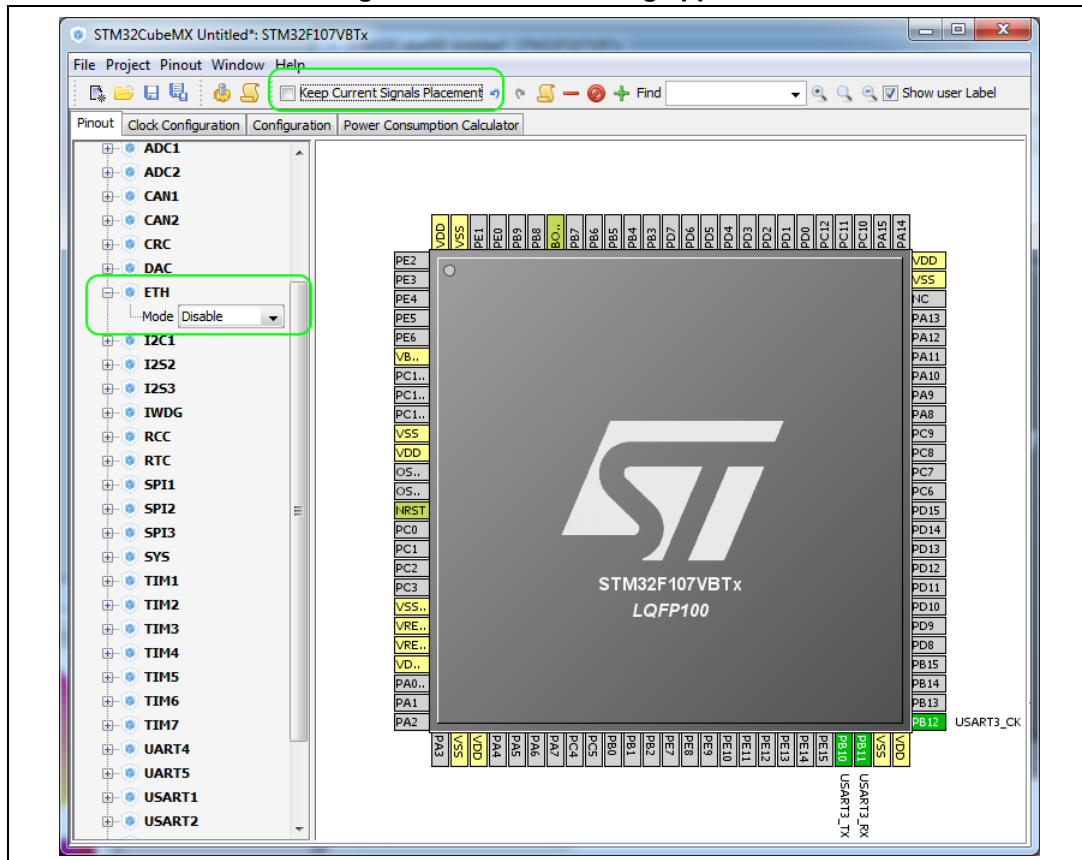 STM32CubeMX Untitled*: STM32F107VBTx
File Project Pinout Window Help
Keep Current Signals Placement Find Show user Label
Pinout Clock Configuration Configuration Power Consumption Calculator
ADC1
ADC2
CAN1
CAN2
CRC
DAC
ETH
Mode Disable
I2C1
I2S2
I2S3
IWDG
RCC
RTC
SPI1
SPI2
SPI3
SYS
TIM1
TIM2
TIM3
TIM4
TIM5
TIM6
TIM7
UART4
UART5
USART1
USART2
VDD VSS PE1 PE0 PB9 PB8 BO.. PB7 PB6 PB5 PB4 PB3 PD7 PD6 PD5 PD4 PD3 PD2 PD1 PD0 PC12 PC11 PC10 PA15 PA14
PE2
PE3
PE4
PE5
PE6
VB..
PC1..
PC1..
PC1..
VSS
VDD
OS..
OS..
NRST
PC0
PC1
PC2
PC3
VSS..
VRE..
VRE..
VD..
PA0..
PA1
PA2
ST
STM32F107VBTx
LQFP100
VDD
VSS
NC
PA13
PA12
PA11
PA10
PA9
PA8
PC9
PC8
PC7
PC6
PD15
PD14
PD13
PD12
PD11
PD10
PD9
PD8
PB15
PB14
PB13
PB12 USART3_CK
PA3 VSS VDD PA4 PA5 PA6 PA7 PC4 PC5 PB0 PB1 PB2 PE7 PE8 PE9 PE10 PE11 PE12 PE13 PE14 PE15 PB10 PB11 VSS VDD
USART3_TX
USART3_RX